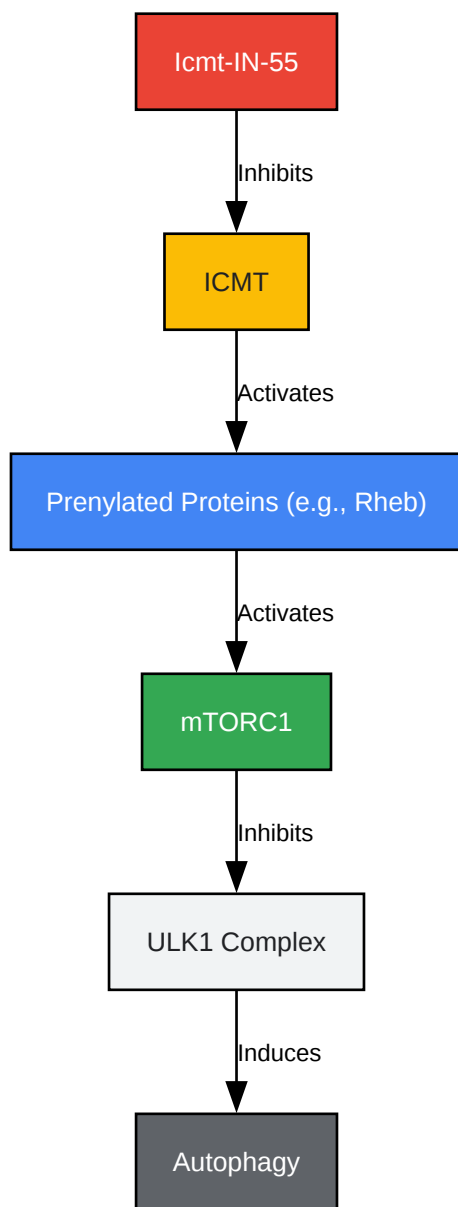 Icmt-IN-55
Inhibits
ICMT
Activates
Prenylated Proteins (e.g., Rheb)
Activates
mTORC1
Inhibits
ULK1 Complex
Induces
Autophagy